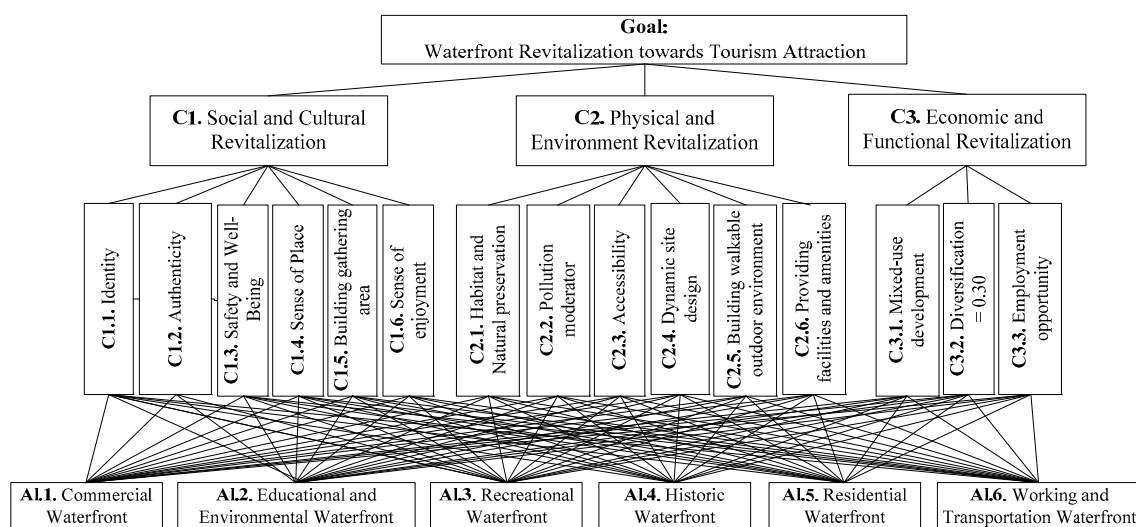 Goal:
Waterfront Revitalization towards Tourism Attraction
C1. Social and Cultural
Revitalization
C2. Physical and
Environment Revitalization
C3. Economic and
Functional Revitalization
C1.1. Identity
C1.2. Authenticity
C1.3. Safety and Well-
Being
C1.4. Sense of Place
C1.5. Building gathering
area
C1.6. Sense of
enjoyment
C2.1. Habitat and
Natural preservation
C2.2. Pollution
moderator
C2.3. Accessibility
C2.4. Dynamic site
design
C2.5. Building walkable
outdoor environment
C2.6. Providing
facilities and amenities
C.3.1. Mixed-use
development
C3.2. Diversification
= 0.30
C3.3. Employment
opportunity
Al.1. Commercial
Waterfront
Al.2. Educational and
Environmental Waterfront
Al.3. Recreational
Waterfront
Al.4. Historic
Waterfront
Al.5. Residential
Waterfront
Al.6. Working and
Transportation Waterfront